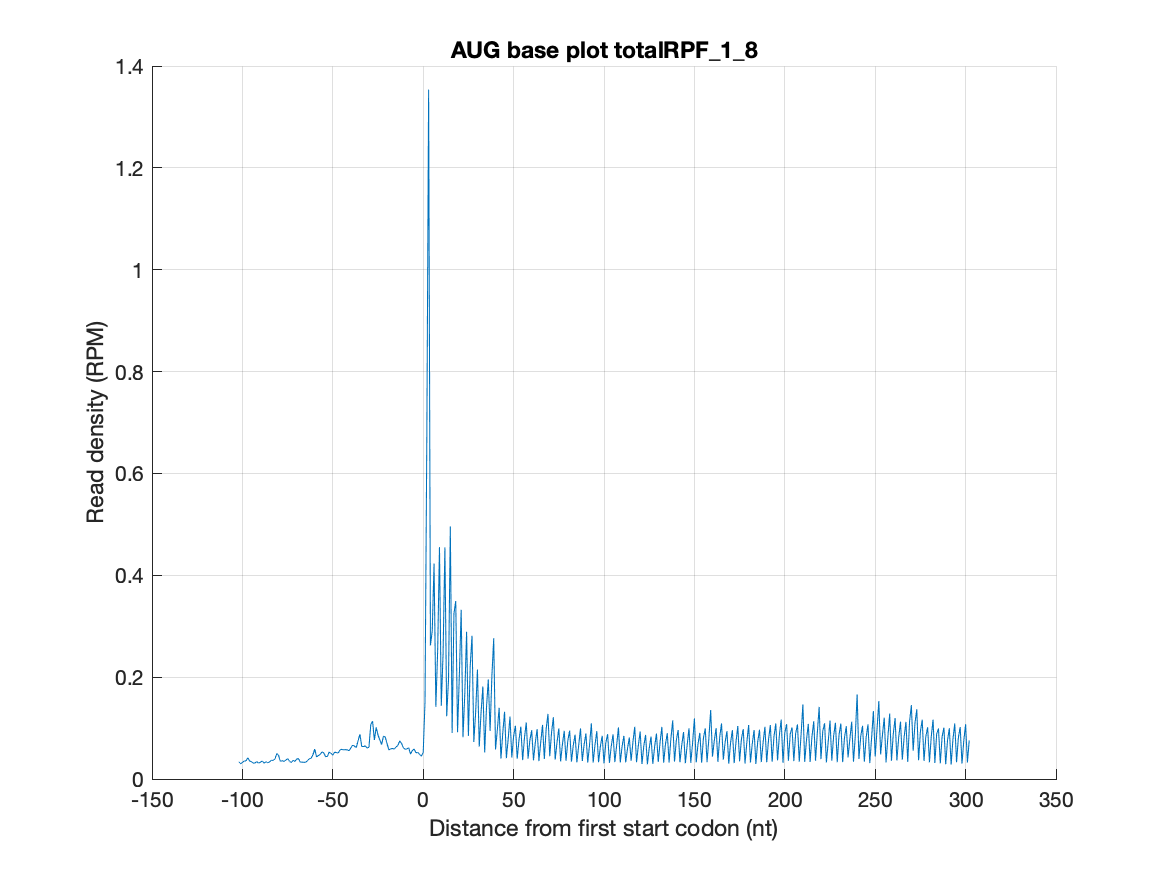 AUG base plot totalRPF_1_8
1.4
1.2
1
0.8
0.6
0.4
0.2
0
Read density (RPM)
-150 -100 -50 0 50 100 150 200 250 300 350
Distance from first start codon (nt)